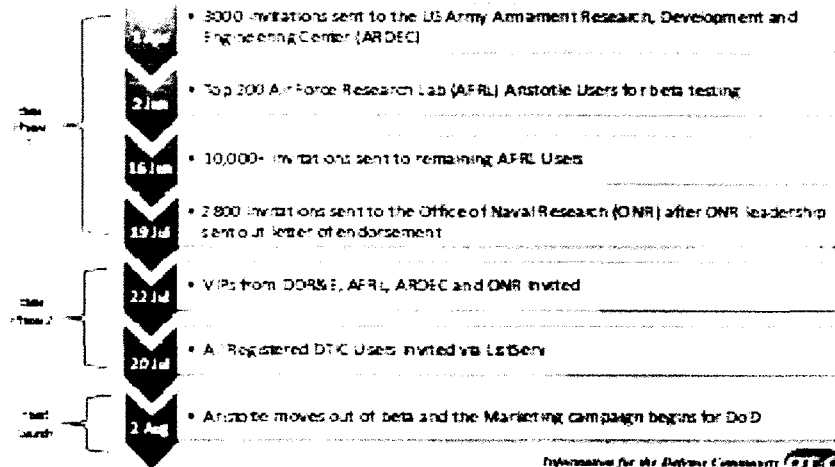 • 3000 invitations sent to the US Army Armament Research, Development and
Engineering Center (ARDEC)
2 Jun
• Top 200 Air Force Research Lab (AFRL) Aristotle Users for beta testing
16 Jun
• 10,000+ invitations sent to remaining AFRL Users
19 Jul
• 2800 invitations sent to the Office of Naval Research (ONR) after ONR leadership
sent out letter of endorsement
22 Jul
• VIPs from DDR&E, AFRL, ARDEC and ONR invited
20 Jul
• All Registered DTIC Users invited via ListServ
2 Aug
• Aristotle moves out of beta and the Marketing campaign begins for DoD
Information for the Defense Community